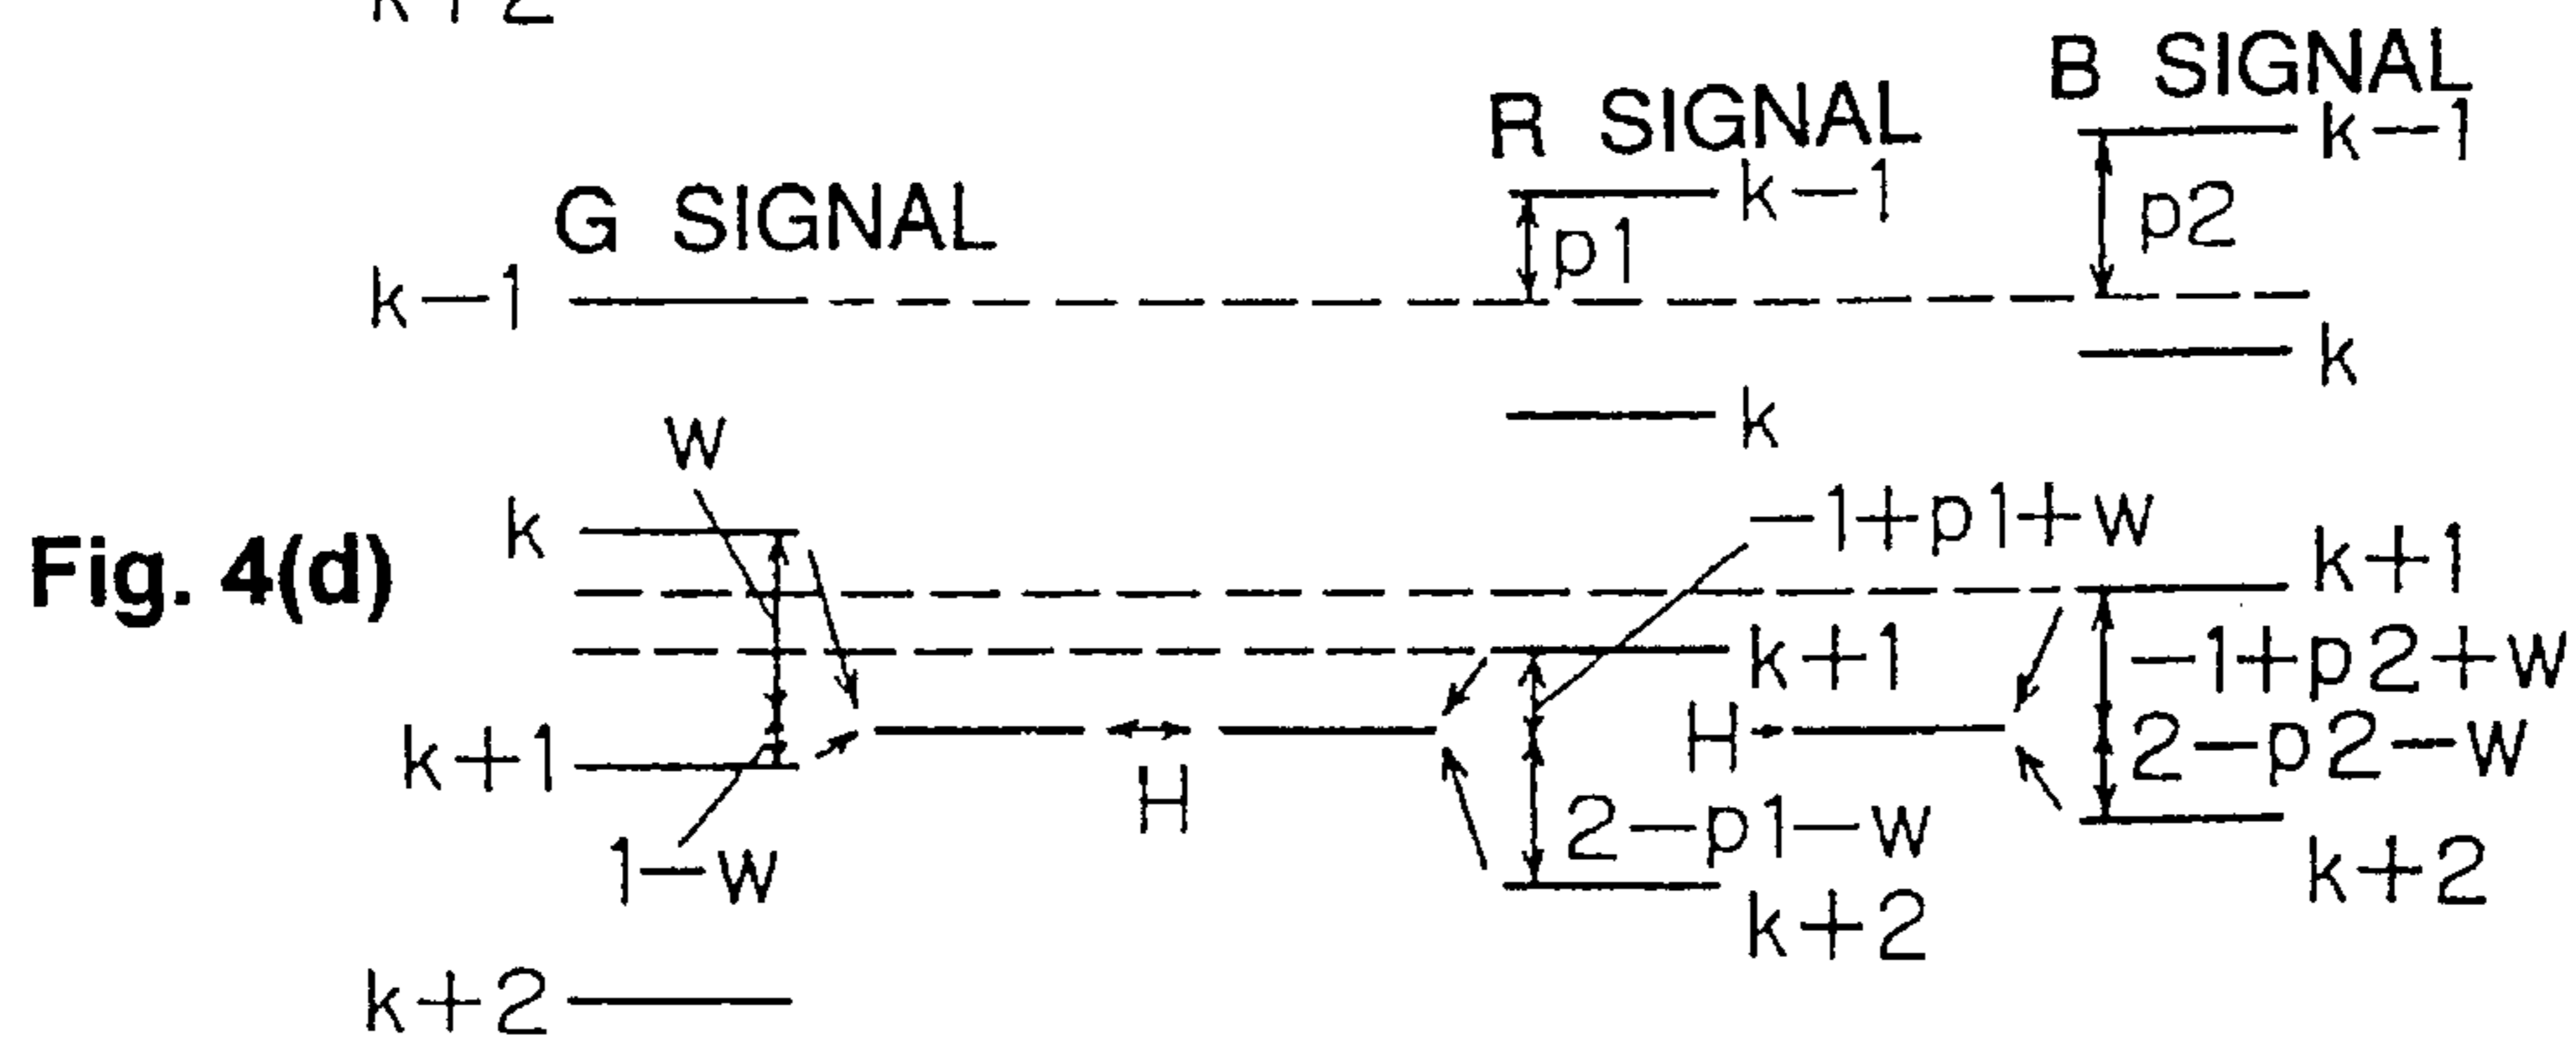 k+2
G SIGNAL
R SIGNAL
B SIGNAL
k-1
k-1
k-1
p1
p2
k
k
w
k
Fig. 4(d)
-1+p1+w
k+1
k+1
-1+p2+w
k+1
H
H
2-p2-w
1-w
2-p1-w
k+2
k+2
k+2